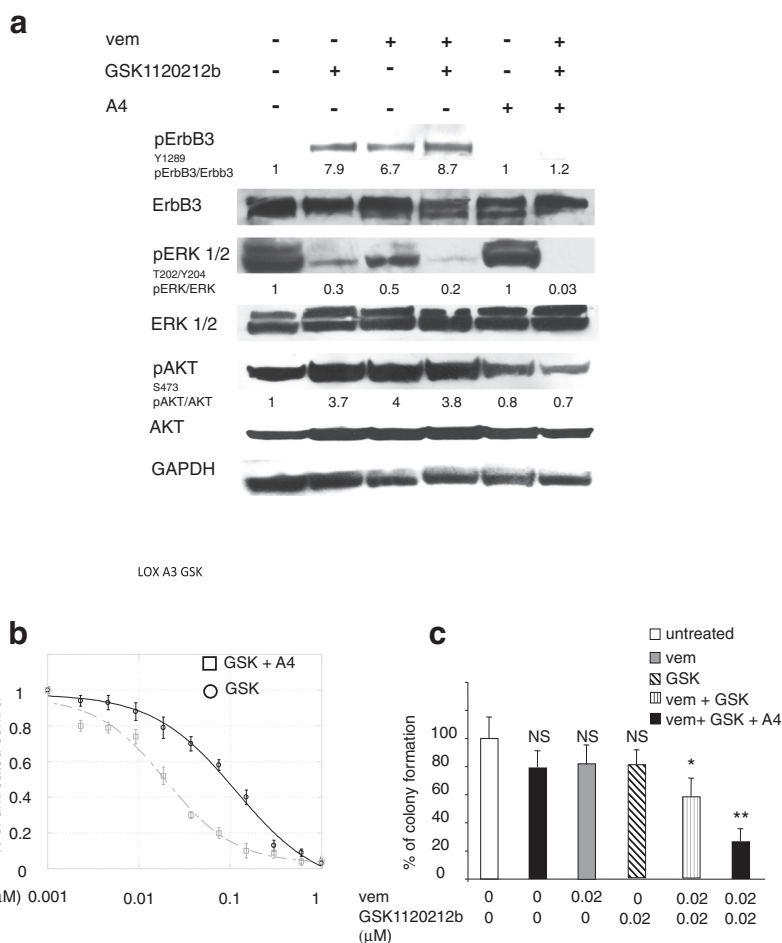 a
vem - - + + - +
GSK1120212b - + - + - +
A4 - - - - + +
pErbB3
Y1289
pErbB3/Erbb3 1 7.9 6.7 8.7 1 1.2
ErbB3
pERK 1/2
T202/Y204
pERK/ERK 1 0.3 0.5 0.2 1 0.03
ERK 1/2
pAKT
S473
pAKT/AKT 1 3.7 4 3.8 0.8 0.7
AKT
GAPDH
LOX A3 GSK
b
GSK + A4
GSK
1
0.8
0.6
0.4
0.2
0
0.001 0.01 0.1 1
c
untreated
vem
GSK
vem + GSK
vem+ GSK + A4
% of colony formation
100
80
60
40
20
0
NS NS NS * **
vem 0 0 0.02 0 0.02 0.02
GSK1120212b 0 0 0 0.02 0.02 0.02
(μM)